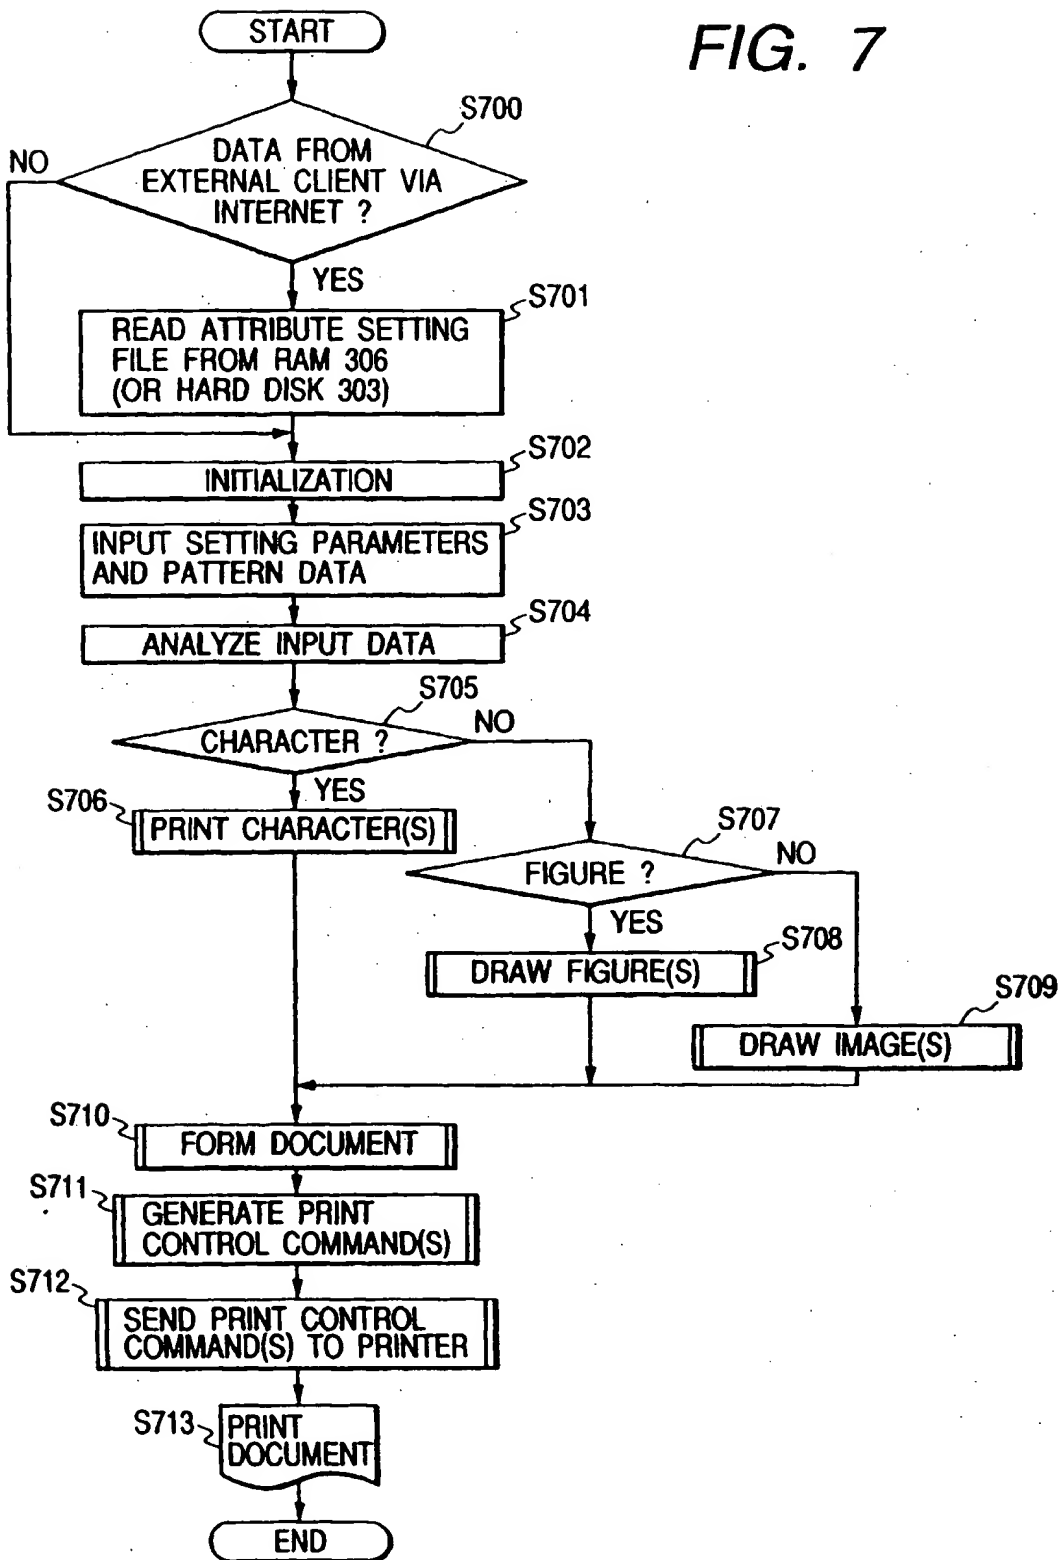 FIG. 7
START
S700
DATA FROM
EXTERNAL CLIENT VIA
INTERNET ?
NO
YES
S701
READ ATTRIBUTE SETTING
FILE FROM RAM 306
(OR HARD DISK 303)
S702
INITIALIZATION
S703
INPUT SETTING PARAMETERS
AND PATTERN DATA
S704
ANALYZE INPUT DATA
S705
CHARACTER ?
NO
YES
S706
PRINT CHARACTER(S)
S707
FIGURE ?
NO
YES
S708
DRAW FIGURE(S)
S709
DRAW IMAGE(S)
S710
FORM DOCUMENT
S711
GENERATE PRINT
CONTROL COMMAND(S)
S712
SEND PRINT CONTROL
COMMAND(S) TO PRINTER
S713
PRINT
DOCUMENT
END